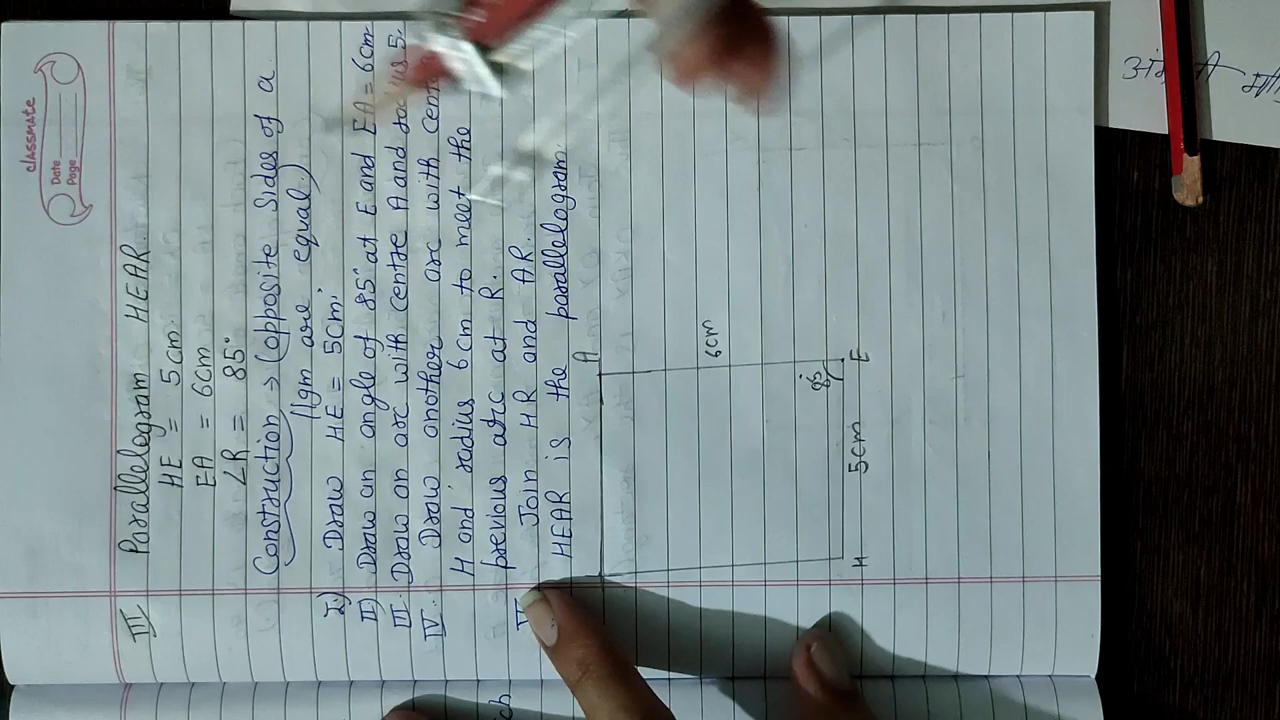 classmate
Date
Page
III Parallelogram HEAR.
HE = 5cm.
EA = 6cm
∠R = 85°
Construction > (opposite sides of a
llgm are equal)
I) Draw HE = 5cm.
II) Draw an angle of 85° at E and EA = 6cm
III. Draw an arc with centre A and radius 5.
IV. Draw another arc with
H and radius 6cm to meet the
previous arc at R.
Join HR and AR.
HEAR is the parallelogram.
A
6cm
85°
H 5cm E